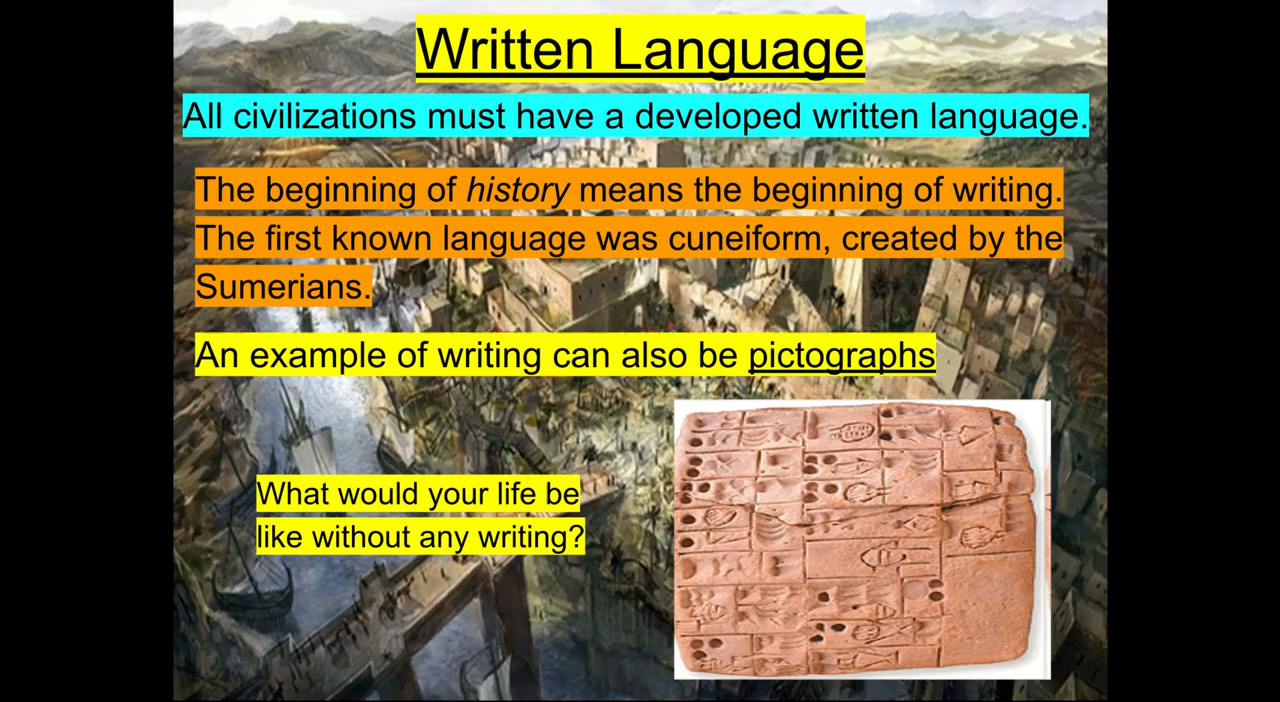 Written Language
All civilizations must have a developed written language.
The beginning of history means the beginning of writing.
The first known language was cuneiform, created by the
Sumerians.
An example of writing can also be pictographs
What would your life be
like without any writing?